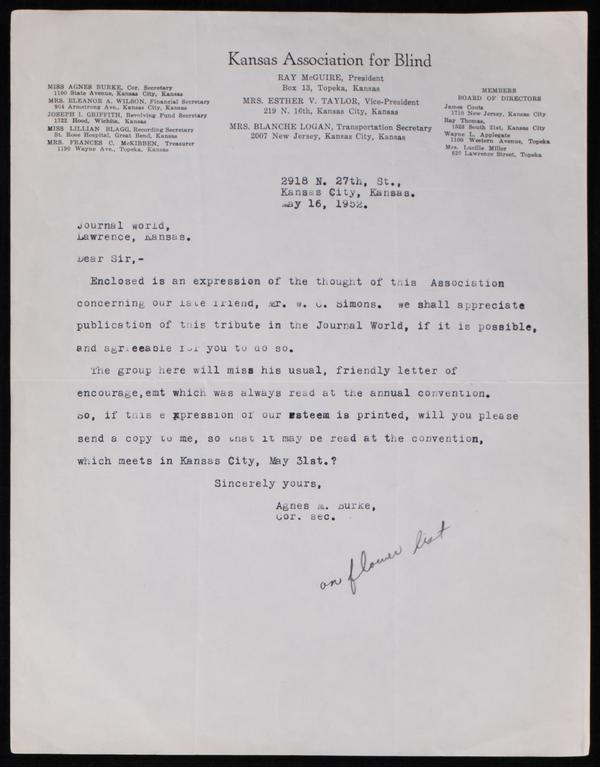 Kansas Association for Blind
RAY McGUIRE, President
Box 13, Topeka, Kansas
MRS. ESTHER V. TAYLOR, Vice-President
219 N. 16th, Kansas City, Kansas
MRS. BLANCHE LOGAN, Transportation Secretary
2007 New Jersey, Kansas City, Kansas
MISS AGNES BURKE, Cor. Secretary
1100 State Avenue, Kansas City, Kansas
MRS. ELEANOR A. WILSON, Financial Secretary
904 Armstrong Ave., Kansas City, Kansas
JOSEPH I. GRIFFITH, Revolving Fund Secretary
1722 Hood, Wichita, Kansas
MISS LILLIAN BLAGG, Recording Secretary
St. Rose Hospital, Great Bend, Kansas
MRS. FRANCES C. McKIBBEN, Treasurer
1190 Wayne Ave., Topeka, Kansas
MEMBERS
BOARD OF DIRECTORS
James Couts
1710 New Jersey, Kansas City
Ray Thomas,
1523 South 21st, Kansas City
Wayne L. Applegate
1100 Western Avenue, Topeka
Mrs. Lucille Miller
620 Lawrence Street, Topeka
2918 N. 27th, St.,
Kansas City, Kansas.
May 16, 1952.
Journal World,
Lawrence, Kansas.
Dear Sir,-
Enclosed is an expression of the thought of this Association
concerning our late friend, Mr. W. C. Simons. We shall appreciate
publication of this tribute in the Journal World, if it is possible,
and agreeable for you to do so.
The group here will miss his usual, friendly letter of
encourage,emt which was always read at the annual convention.
So, if this e xpression of our esteem is printed, will you please
send a copy to me, so that it may be read at the convention,
which meets in Kansas City, May 31st.?
Sincerely yours,
Agnes M. Burke,
Cor. sec.
on flower list